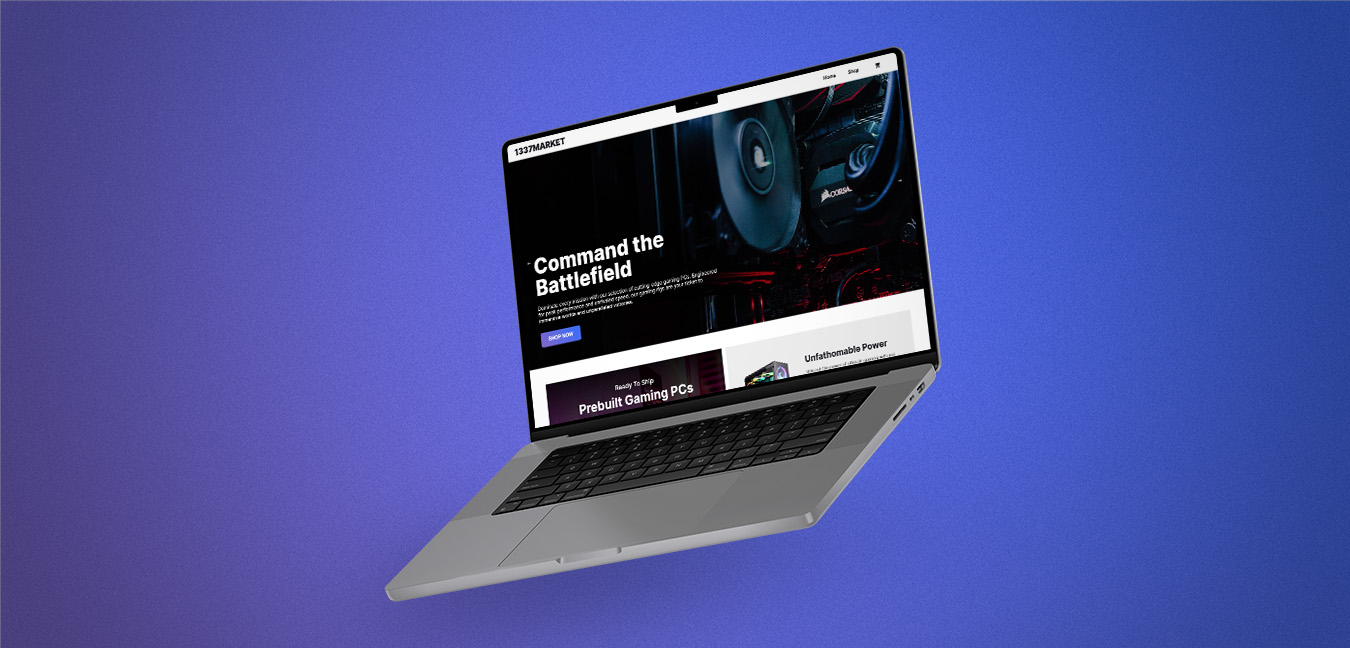 1337MARKET
Home Shop
CORSA
Command the
Battlefield
Dominate every mission with our selection of cutting-edge gaming PCs. Engineered
for peak performance and unrivaled speed, our gaming rigs are your ticket to
immersive worlds and unparalleled victories.
SHOP NOW
Ready To Ship
Prebuilt Gaming PCs
Unfathomable Power